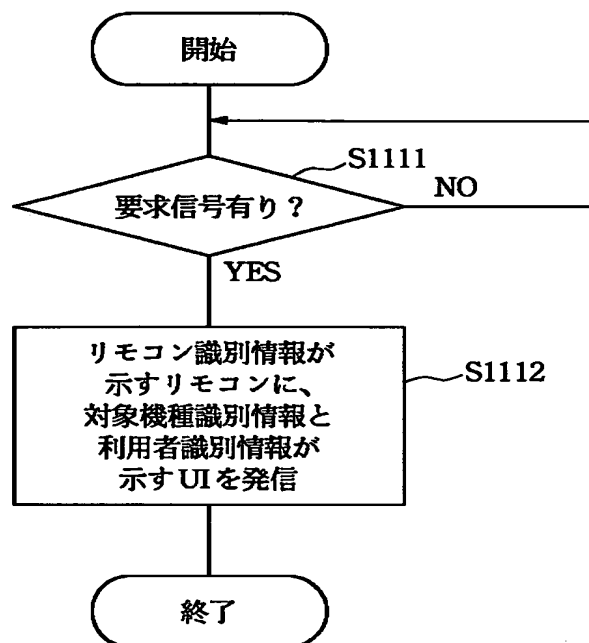 開始
S1111
要求信号有り？
NO
YES
リモコン識別情報が
示すリモコンに、
対象機種識別情報と
利用者識別情報が
示すUIを発信
S1112
終了